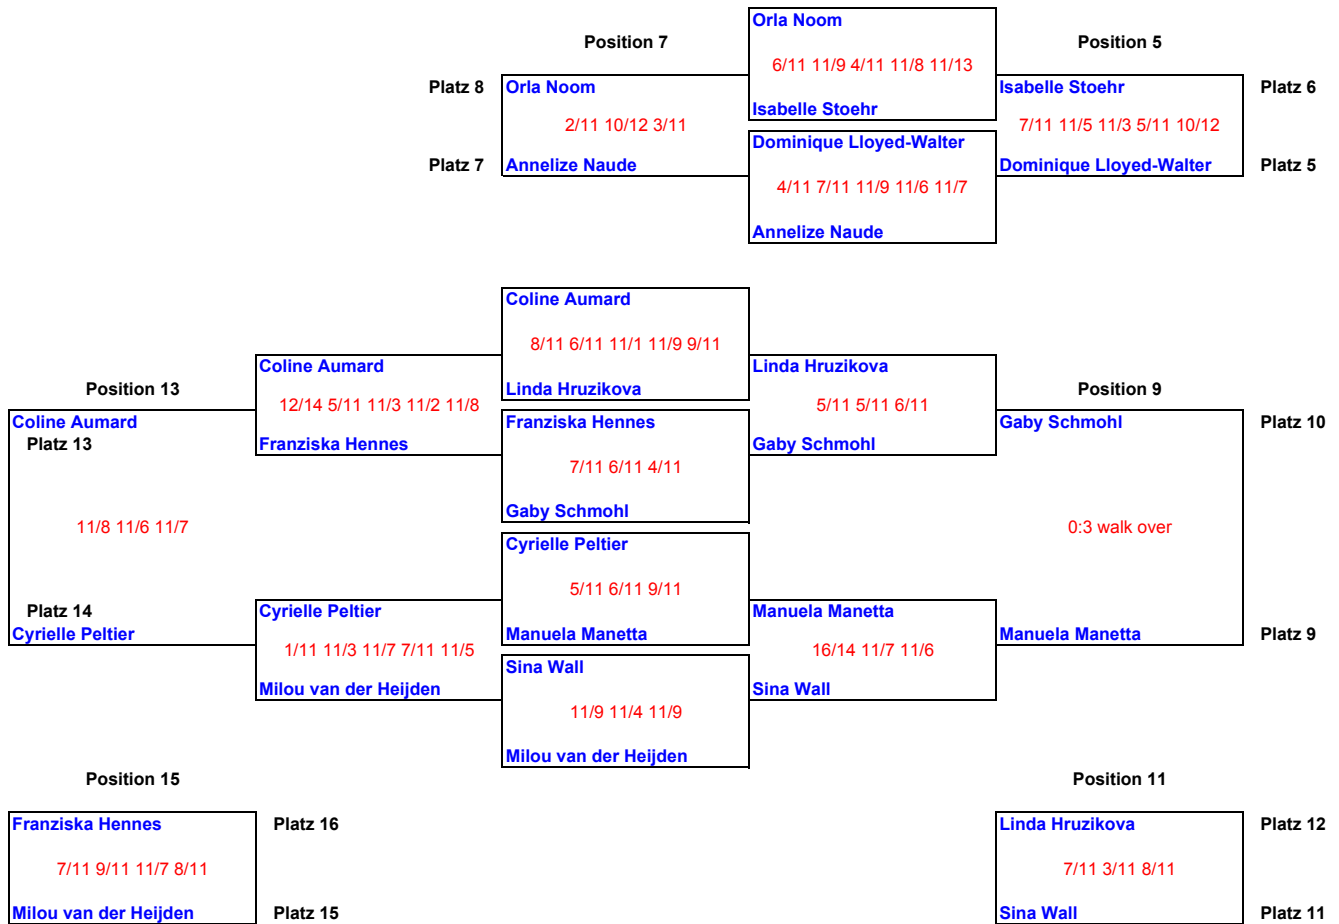 Orla Noom
Position 7
Position 5
6/11 11/9 4/11 11/8 11/13
Platz 8
Orla Noom
Isabelle Stoehr
Platz 6
Isabelle Stoehr
2/11 10/12 3/11
7/11 11/5 11/3 5/11 10/12
Dominique Lloyed-Walter
Platz 7
Annelize Naude
Dominique Lloyed-Walter
Platz 5
4/11 7/11 11/9 11/6 11/7
Annelize Naude
Coline Aumard
8/11 6/11 11/1 11/9 9/11
Coline Aumard
Linda Hruzikova
Position 13
Linda Hruzikova
Position 9
12/14 5/11 11/3 11/2 11/8
5/11 5/11 6/11
Coline Aumard
Franziska Hennes
Gaby Schmohl
Platz 10
Platz 13
Franziska Hennes
Gaby Schmohl
7/11 6/11 4/11
Gaby Schmohl
11/8 11/6 11/7
0:3 walk over
Cyrielle Peltier
5/11 6/11 9/11
Platz 14
Cyrielle Peltier
Manuela Manetta
Cyrielle Peltier
Manuela Manetta
Manuela Manetta
Platz 9
1/11 11/3 11/7 7/11 11/5
16/14 11/7 11/6
Sina Wall
Milou van der Heijden
Sina Wall
11/9 11/4 11/9
Milou van der Heijden
Position 15
Position 11
Franziska Hennes
Platz 16
Linda Hruzikova
Platz 12
7/11 9/11 11/7 8/11
7/11 3/11 8/11
Milou van der Heijden
Platz 15
Sina Wall
Platz 11